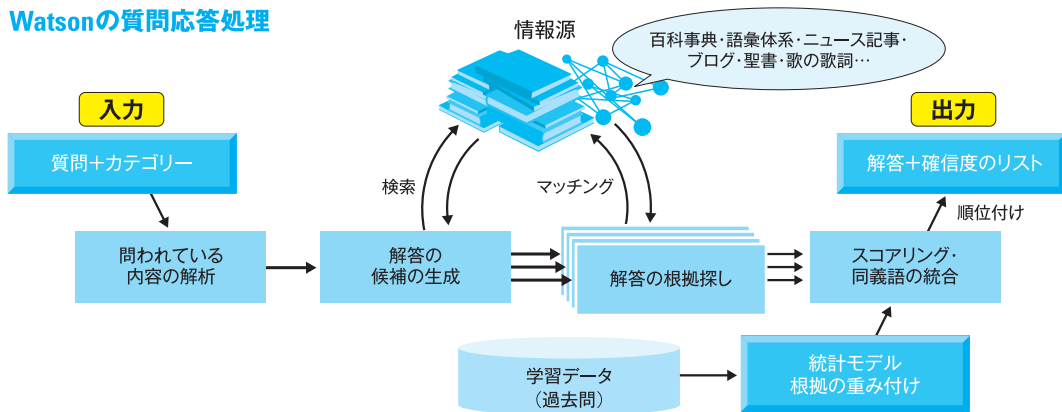 Watsonの質問応答処理
情報源
百科事典・語彙体系・ニュース記事・
ブログ・聖書・歌の歌詞…
入力
質問+カテゴリー
検索
マッチング
出力
解答+確信度のリスト
順位付け
問われている
内容の解析
解答の
候補の生成
解答の根拠探し
スコアリング・
同義語の統合
学習データ
(過去問)
統計モデル
根拠の重み付け